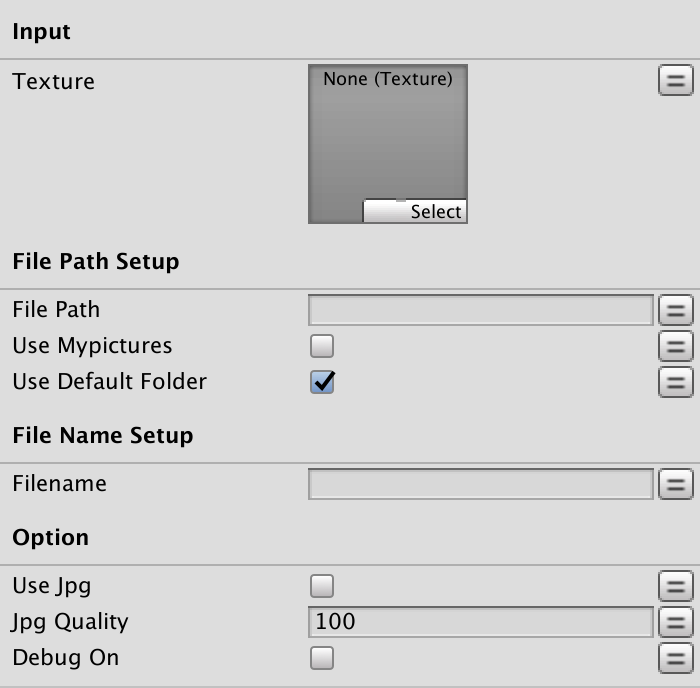 Input
Texture
None (Texture)
Select
File Path Setup
File Path
Use Mypictures
Use Default Folder
File Name Setup
Filename
Option
Use Jpg
Jpg Quality
100
Debug On